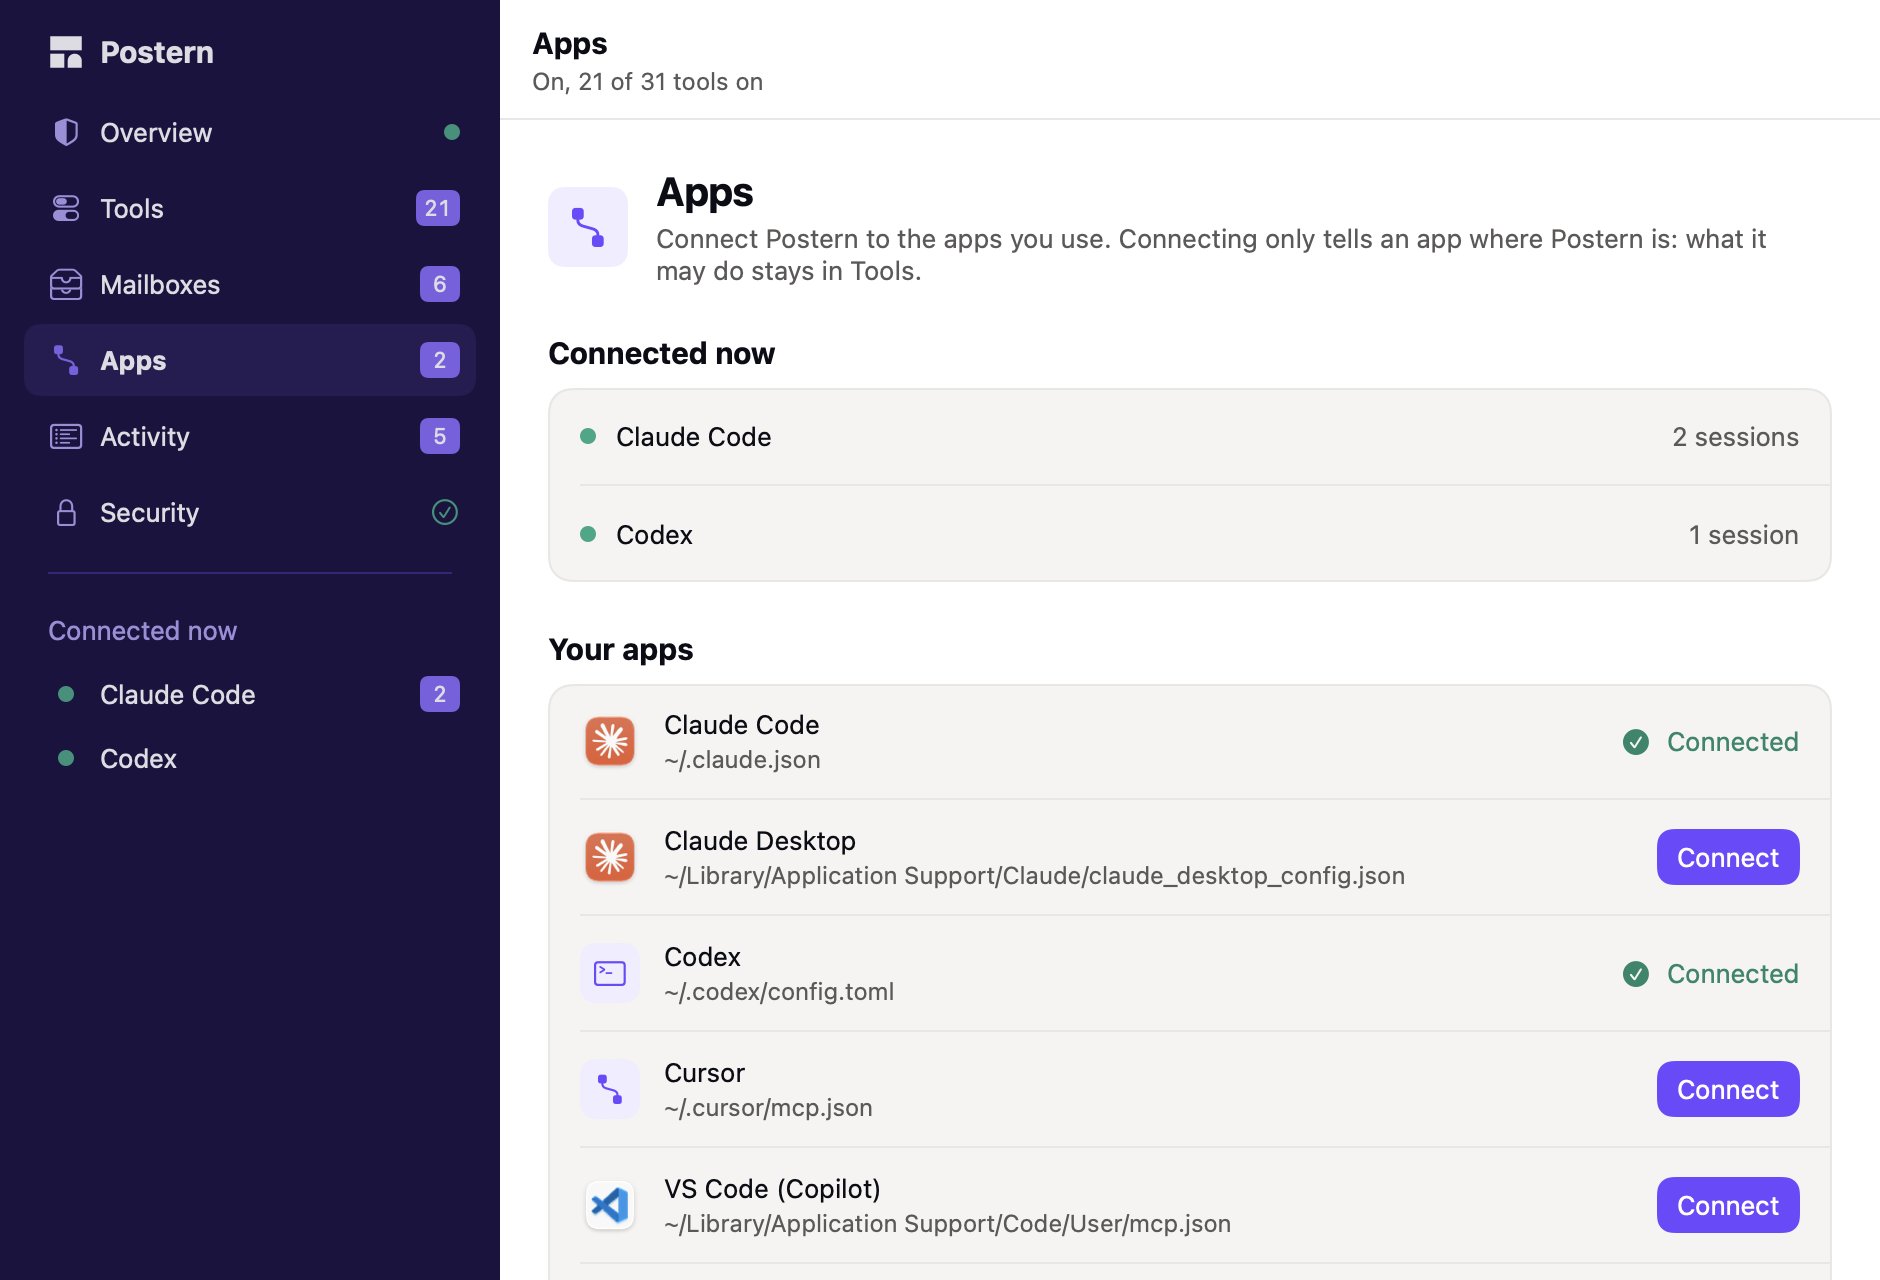 Postern
Overview
Tools 21
Mailboxes 6
Apps 2
Activity 5
Security
Connected now
Claude Code 2
Codex
Apps
On, 21 of 31 tools on
Apps
Connect Postern to the apps you use. Connecting only tells an app where Postern is: what it
may do stays in Tools.
Connected now
Claude Code 2 sessions
Codex 1 session
Your apps
Claude Code
~/.claude.json
Connected
Claude Desktop
~/Library/Application Support/Claude/claude_desktop_config.json
Connect
Codex
~/.codex/config.toml
Connected
Cursor
~/.cursor/mcp.json
Connect
VS Code (Copilot)
~/Library/Application Support/Code/User/mcp.json
Connect